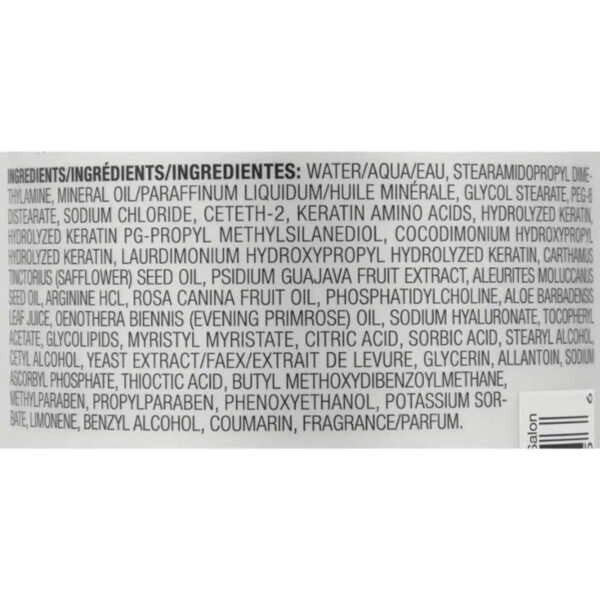 INGREDIENTS/INGRÉDIENTS/INGREDIENTES: WATER/AQUA/EAU, STEARAMIDOPROPYL DIME-
THYLAMINE, MINERAL OIL/PARAFFINUM LIQUIDUM/HUILE MINÉRALE, GLYCOL STEARATE, PEG-8
DISTEARATE, SODIUM CHLORIDE, CETETH-2, KERATIN AMINO ACIDS, HYDROLYZED KERATIN,
HYDROLYZED KERATIN PG-PROPYL METHYLSILANEDIOL, COCODIMONIUM HYDROXYPROPYL
HYDROLYZED KERATIN, LAURDIMONIUM HYDROXYPROPYL HYDROLYZED KERATIN, CARTHAMUS
TINCTORIUS (SAFFLOWER) SEED OIL, PSIDIUM GUAJAVA FRUIT EXTRACT, ALEURITES MOLUCCANUS
SEED OIL, ARGININE HCL, ROSA CANINA FRUIT OIL, PHOSPHATIDYLCHOLINE, ALOE BARBADENSIS
LEAF JUICE, OENOTHERA BIENNIS (EVENING PRIMROSE) OIL, SODIUM HYALURONATE, TOCOPHERYL
ACETATE, GLYCOLIPIDS, MYRISTYL MYRISTATE, CITRIC ACID, SORBIC ACID, STEARYL ALCOHOL,
CETYL ALCOHOL, YEAST EXTRACT/FAEX/EXTRAIT DE LEVURE, GLYCERIN, ALLANTOIN, SODIUM
ASCORBYL PHOSPHATE, THIOCTIC ACID, BUTYL METHOXYDIBENZOYLMETHANE,
METHYLPARABEN, PROPYLPARABEN, PHENOXYETHANOL, POTASSIUM SOR-
BATE, LIMONENE, BENZYL ALCOHOL, COUMARIN, FRAGRANCE/PARFUM.
Salon
6